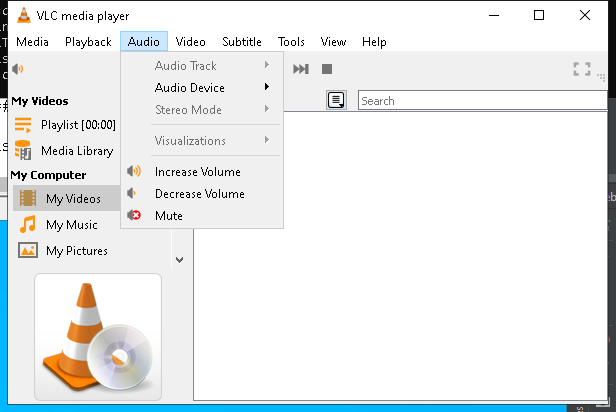 VLC media player
Media Playback Audio Video Subtitle Tools View Help
Audio Track
Audio Device
Stereo Mode
Visualizations
Increase Volume
Decrease Volume
Mute
Search
My Videos
Playlist [00:00]
Media Library
My Computer
My Videos
My Music
My Pictures